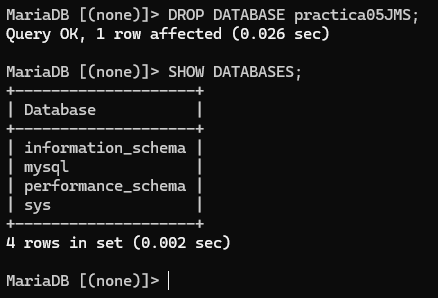 MariaDB [(none)]> DROP DATABASE practica05JMS;
Query OK, 1 row affected (0.026 sec)
MariaDB [(none)]> SHOW DATABASES;
+--------------------+
| Database           |
+--------------------+
| information_schema |
| mysql              |
| performance_schema |
| sys                |
+--------------------+
4 rows in set (0.002 sec)
MariaDB [(none)]>